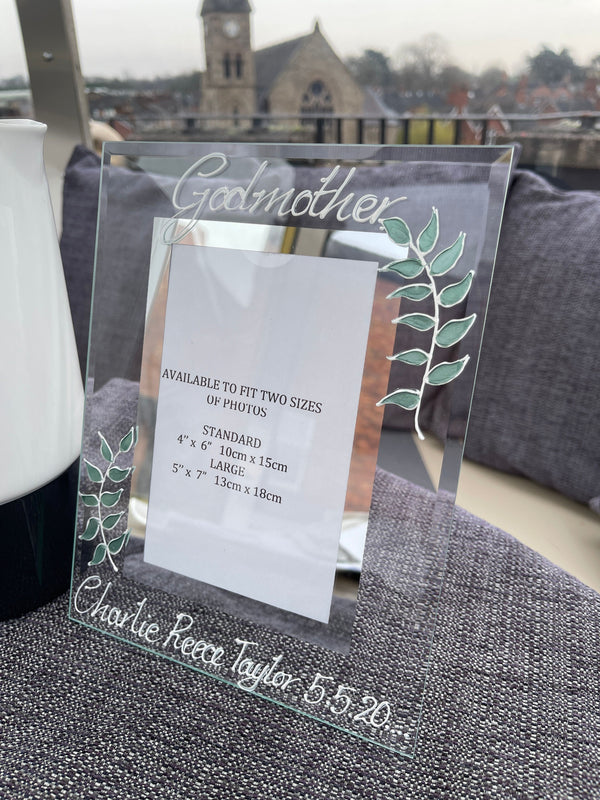 Godmother
AVAILABLE TO FIT TWO SIZES
OF PHOTOS
STANDARD
4" x 6" 10cm x 15cm
LARGE
5" x 7" 13cm x 18cm
Charlie Reece Taylor 5.5.20...